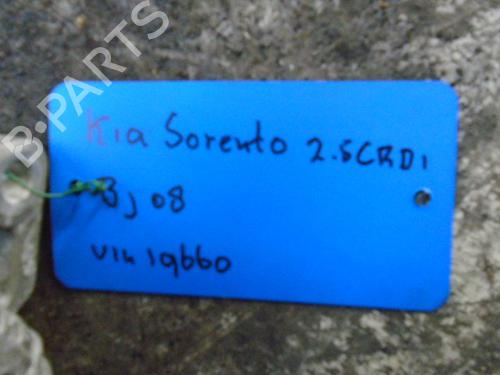 B-PARTS
Kia Sorento 2.5CRDI
Bj 08
Vin 19660